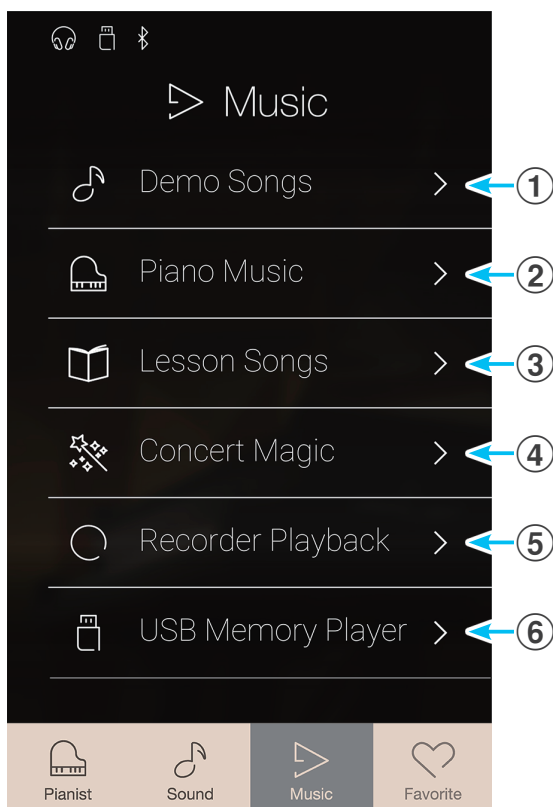 Music
Demo Songs 1
Piano Music 2
Lesson Songs 3
Concert Magic 4
Recorder Playback 5
USB Memory Player 6
Pianist Sound Music Favorite